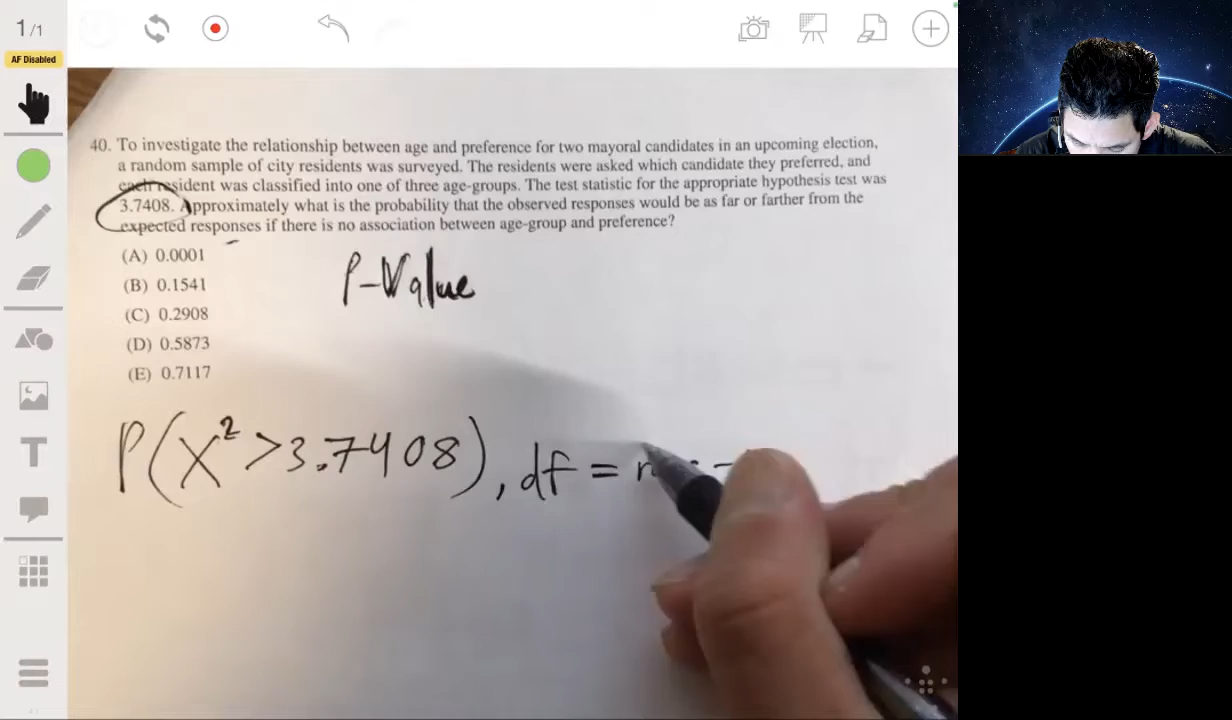 1/1
AF Disabled
40. To investigate the relationship between age and preference for two mayoral candidates in an upcoming election,
a random sample of city residents was surveyed. The residents were asked which candidate they preferred, and
each resident was classified into one of three age-groups. The test statistic for the appropriate hypothesis test was
3.7408. Approximately what is the probability that the observed responses would be as far or farther from the
expected responses if there is no association between age-group and preference?
(A) 0.0001
(B) 0.1541
(C) 0.2908
(D) 0.5873
(E) 0.7117
P-Value
P(X²>3.7408), df =
T